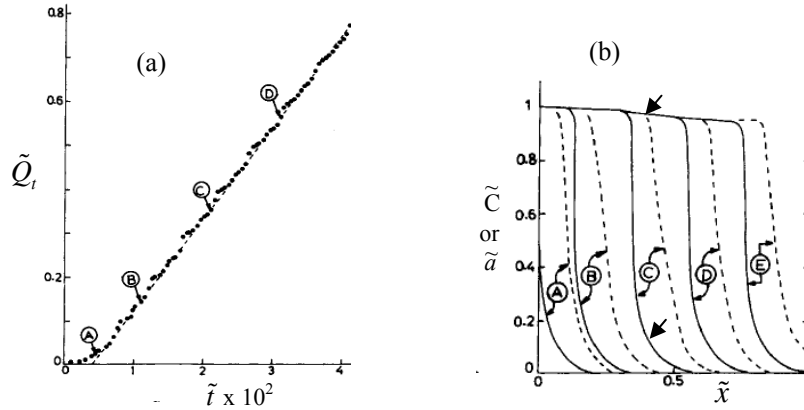 0.8
(a)
0.6
D
Q̃t
C
0.2
B
A
0
0 1 2 3 4
t̃ x 10²
(b)
1
0.8
C̃
0.6
or
ã
0.4
A B C D E
0.2
0
0 0.5
x̃